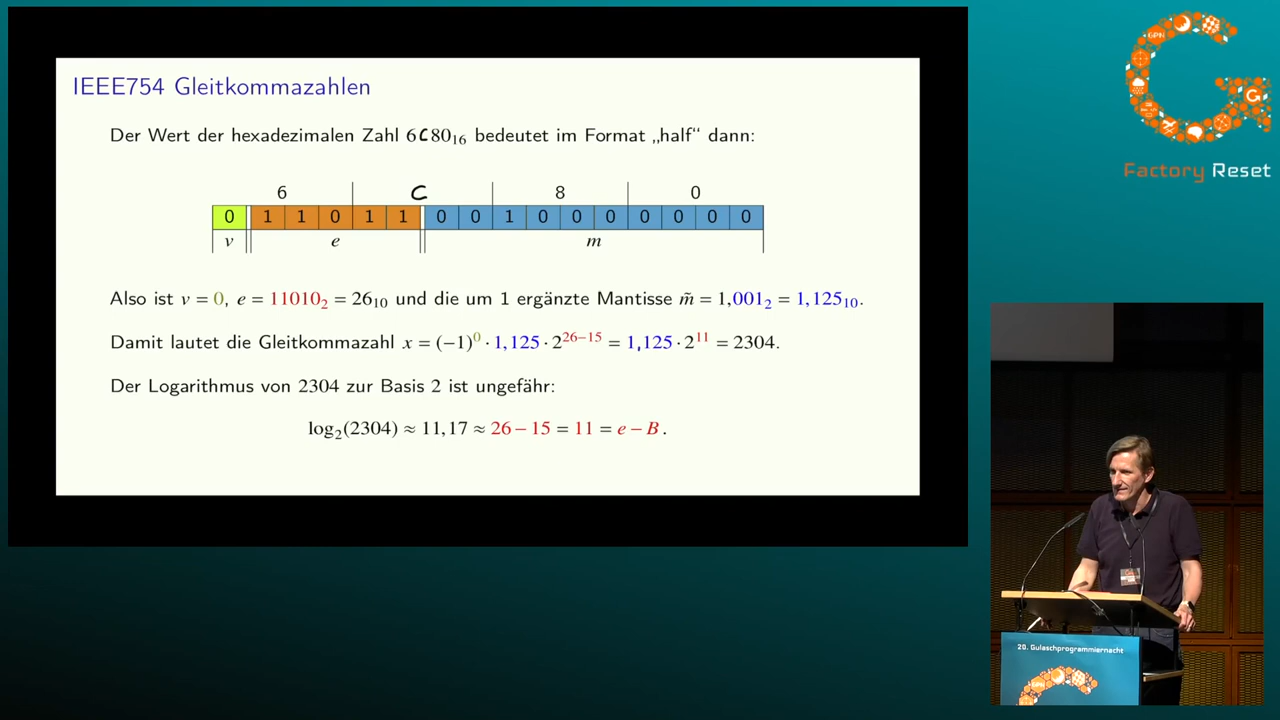 IEEE754 Gleitkommazahlen
Der Wert der hexadezimalen Zahl 6C80₁₆ bedeutet im Format „half“ dann:
6 C 8 0
0 1 1 0 1 1 0 0 1 0 0 0 0 0 0 0
v e m
Also ist v = 0, e = 11010₂ = 26₁₀ und die um 1 ergänzte Mantisse m̃ = 1,001₂ = 1,125₁₀.
Damit lautet die Gleitkommazahl x = (−1)⁰ · 1,125 · 2²⁶⁻¹⁵ = 1,125 · 2¹¹ = 2304.
Der Logarithmus von 2304 zur Basis 2 ist ungefähr:
log₂(2304) ≈ 11,17 ≈ 26 − 15 = 11 = e − B.
GPN
G
Factory Reset
20. Gulaschprogrammiernacht